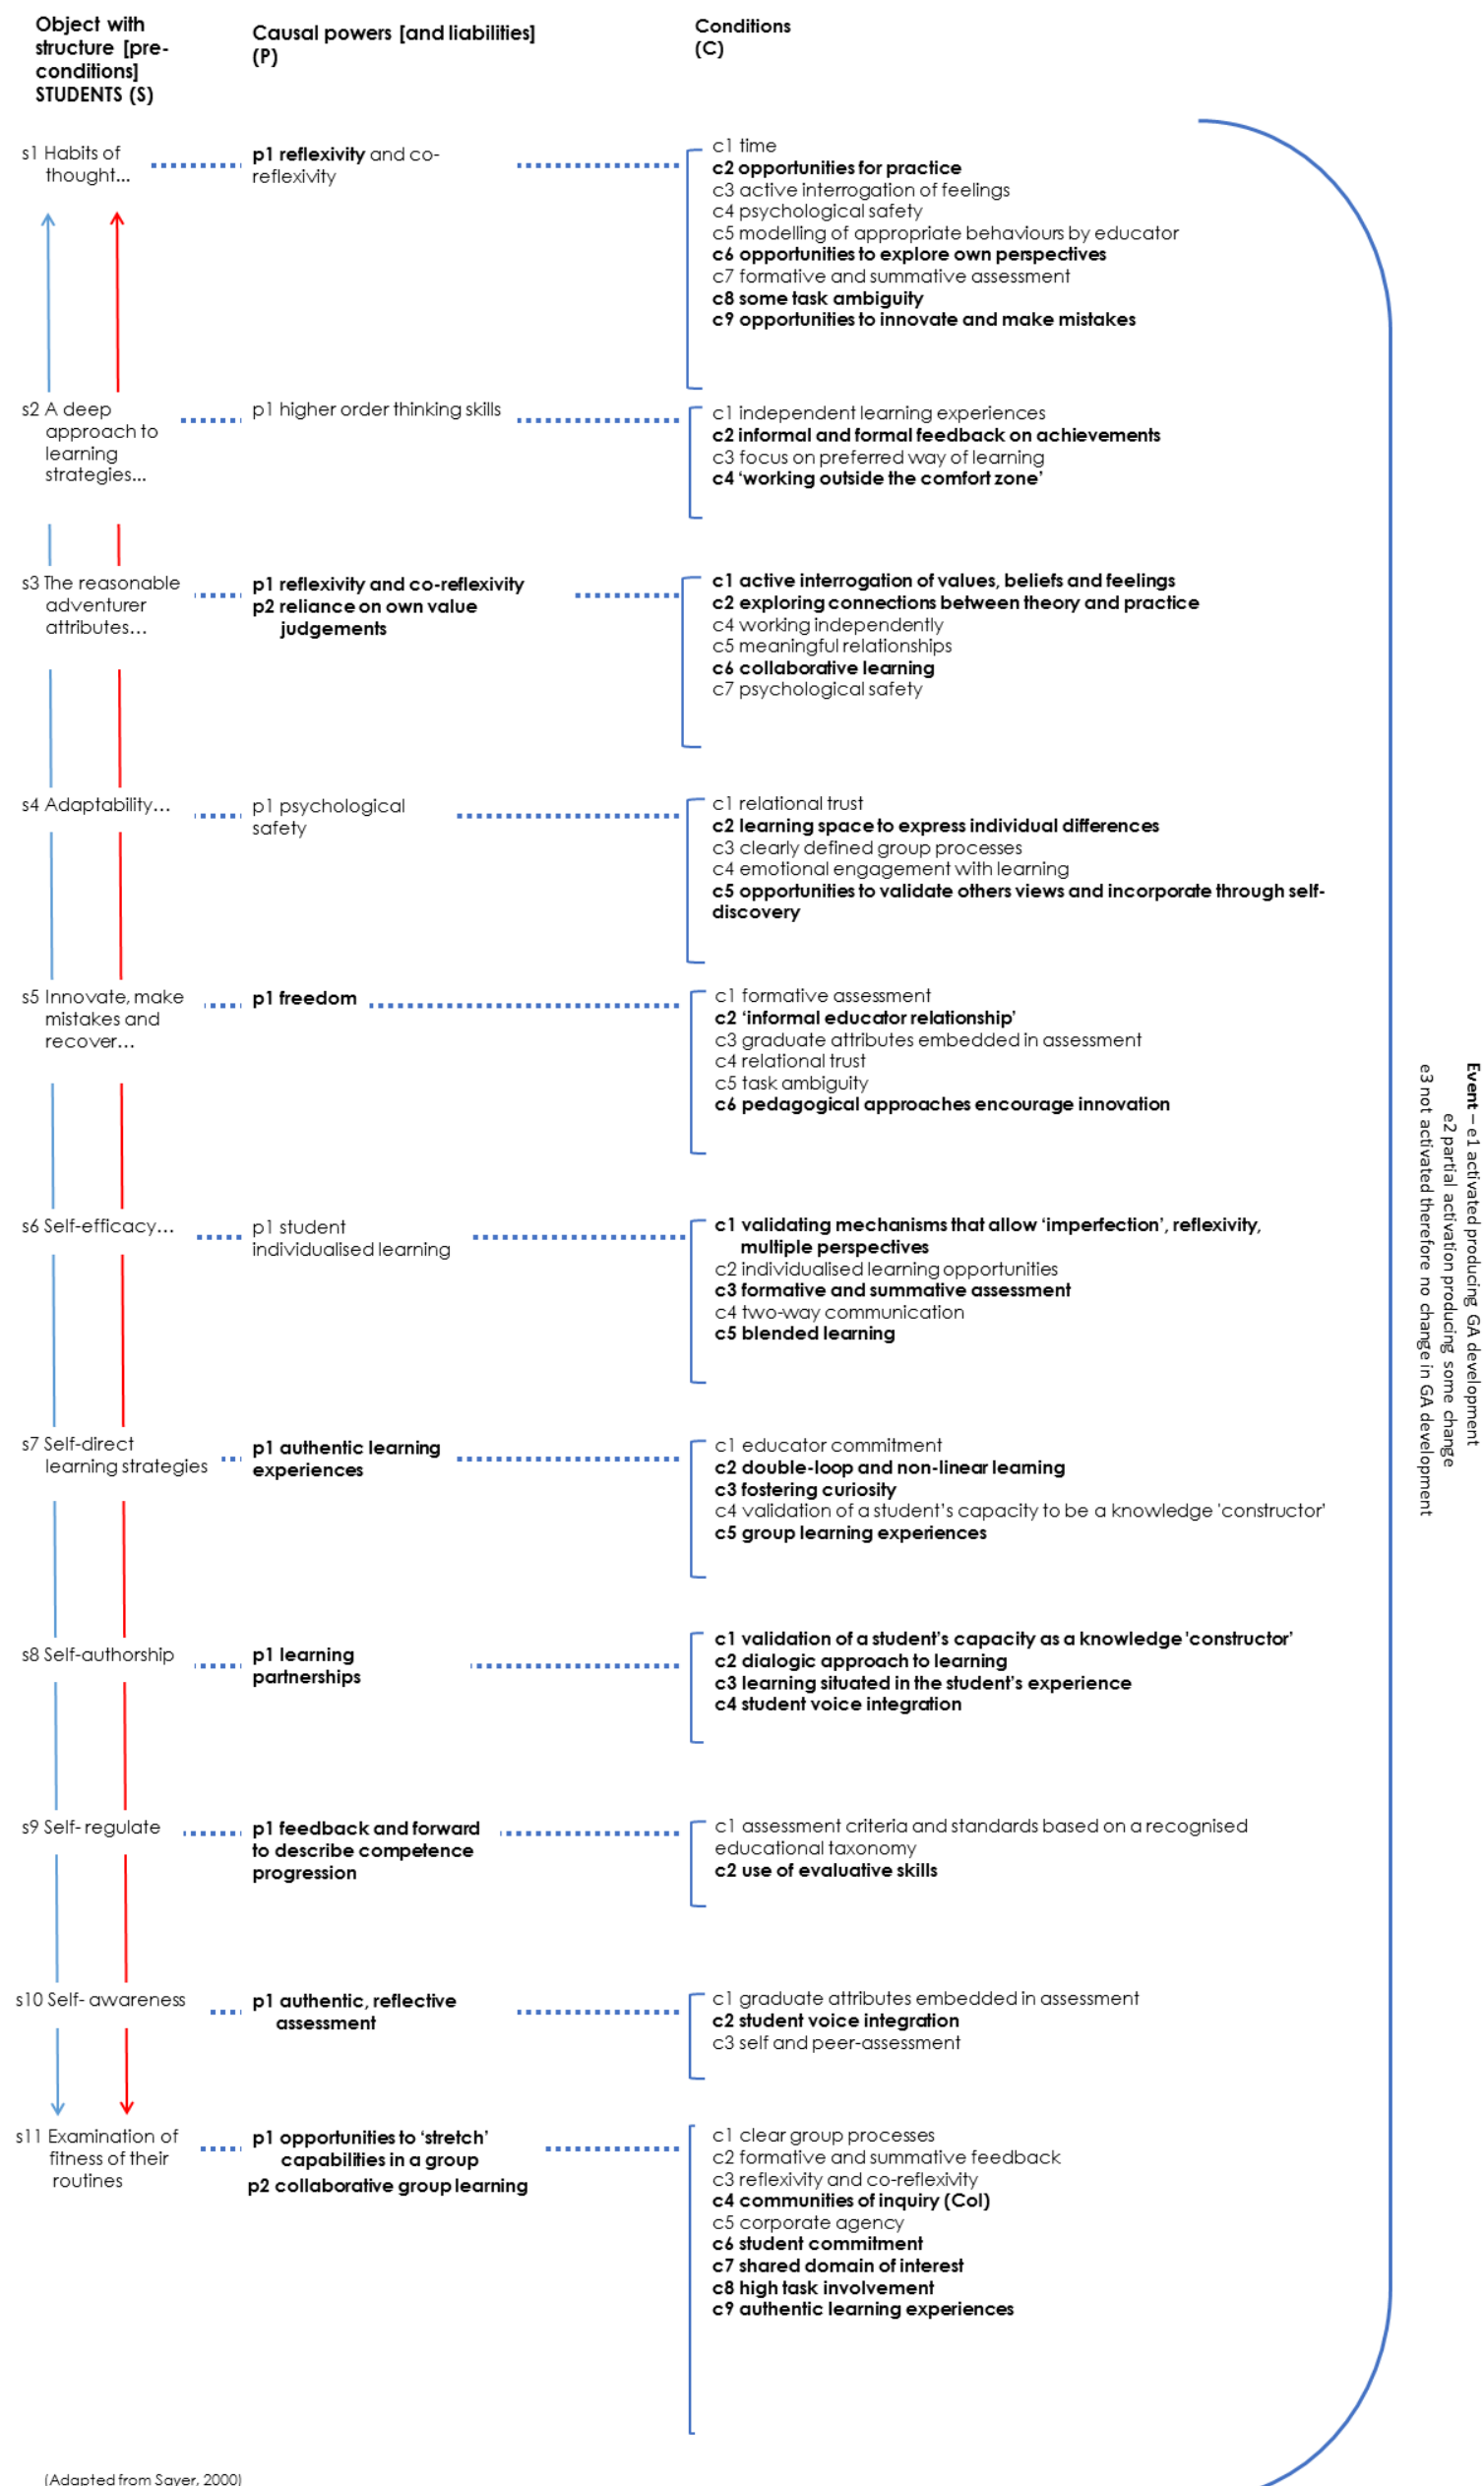 Object with
structure [pre-
conditions]
STUDENTS (S)
Causal powers [and liabilities]
(P)
Conditions
(C)
s1 Habits of
thought...
p1 reflexivity and co-
reflexivity
c1 time
c2 opportunities for practice
c3 active interrogation of feelings
c4 psychological safety
c5 modelling of appropriate behaviours by educator
c6 opportunities to explore own perspectives
c7 formative and summative assessment
c8 some task ambiguity
c9 opportunities to innovate and make mistakes
s2 A deep
approach to
learning
strategies...
p1 higher order thinking skills
c1 independent learning experiences
c2 informal and formal feedback on achievements
c3 focus on preferred way of learning
c4 ‘working outside the comfort zone’
s3 The reasonable
adventurer
attributes…
p1 reflexivity and co-reflexivity
p2 reliance on own value
judgements
c1 active interrogation of values, beliefs and feelings
c2 exploring connections between theory and practice
c4 working independently
c5 meaningful relationships
c6 collaborative learning
c7 psychological safety
s4 Adaptability…
p1 psychological
safety
c1 relational trust
c2 learning space to express individual differences
c3 clearly defined group processes
c4 emotional engagement with learning
c5 opportunities to validate others views and incorporate through self-
discovery
s5 Innovate, make
mistakes and
recover…
p1 freedom
c1 formative assessment
c2 ‘informal educator relationship’
c3 graduate attributes embedded in assessment
c4 relational trust
c5 task ambiguity
c6 pedagogical approaches encourage innovation
s6 Self-efficacy…
p1 student
individualised learning
c1 validating mechanisms that allow ‘imperfection’, reflexivity,
multiple perspectives
c2 individualised learning opportunities
c3 formative and summative assessment
c4 two-way communication
c5 blended learning
s7 Self-direct
learning strategies
p1 authentic learning
experiences
c1 educator commitment
c2 double-loop and non-linear learning
c3 fostering curiosity
c4 validation of a student’s capacity to be a knowledge 'constructor’
c5 group learning experiences
s8 Self-authorship
p1 learning
partnerships
c1 validation of a student’s capacity as a knowledge 'constructor’
c2 dialogic approach to learning
c3 learning situated in the student’s experience
c4 student voice integration
s9 Self- regulate
p1 feedback and forward
to describe competence
progression
c1 assessment criteria and standards based on a recognised
educational taxonomy
c2 use of evaluative skills
s10 Self- awareness
p1 authentic, reflective
assessment
c1 graduate attributes embedded in assessment
c2 student voice integration
c3 self and peer-assessment
s11 Examination of
fitness of their
routines
p1 opportunities to ‘stretch’
capabilities in a group
p2 collaborative group learning
c1 clear group processes
c2 formative and summative feedback
c3 reflexivity and co-reflexivity
c4 communities of inquiry (CoI)
c5 corporate agency
c6 student commitment
c7 shared domain of interest
c8 high task involvement
c9 authentic learning experiences
Event – e1 activated producing GA development
e2 partial activation producing some change
e3 not activated therefore no change in GA development
(Adapted from Sayer, 2000)